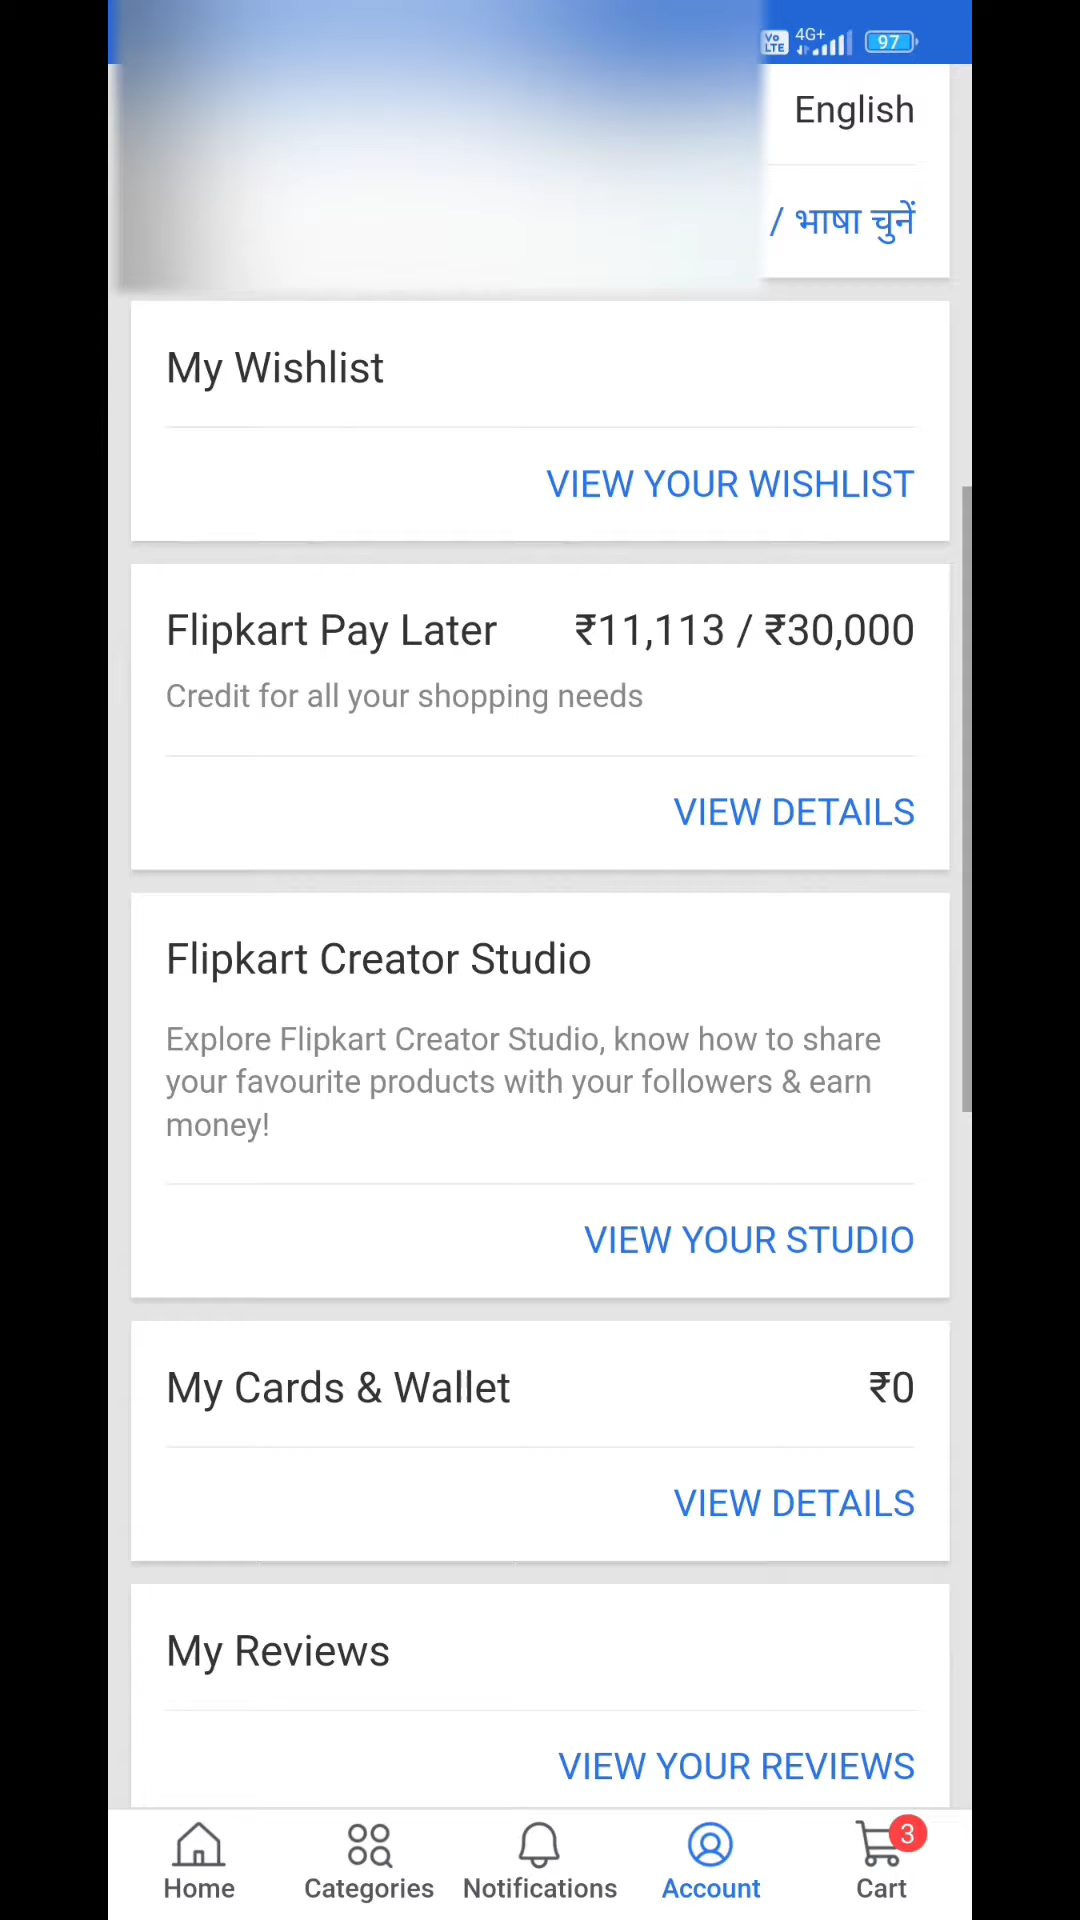 Vo LTE 4G+ 97
English
/ भाषा चुनें
My Wishlist
VIEW YOUR WISHLIST
Flipkart Pay Later ₹11,113 / ₹30,000
Credit for all your shopping needs
VIEW DETAILS
Flipkart Creator Studio
Explore Flipkart Creator Studio, know how to share
your favourite products with your followers & earn
money!
VIEW YOUR STUDIO
My Cards & Wallet ₹0
VIEW DETAILS
My Reviews
VIEW YOUR REVIEWS
3
Home Categories Notifications Account Cart